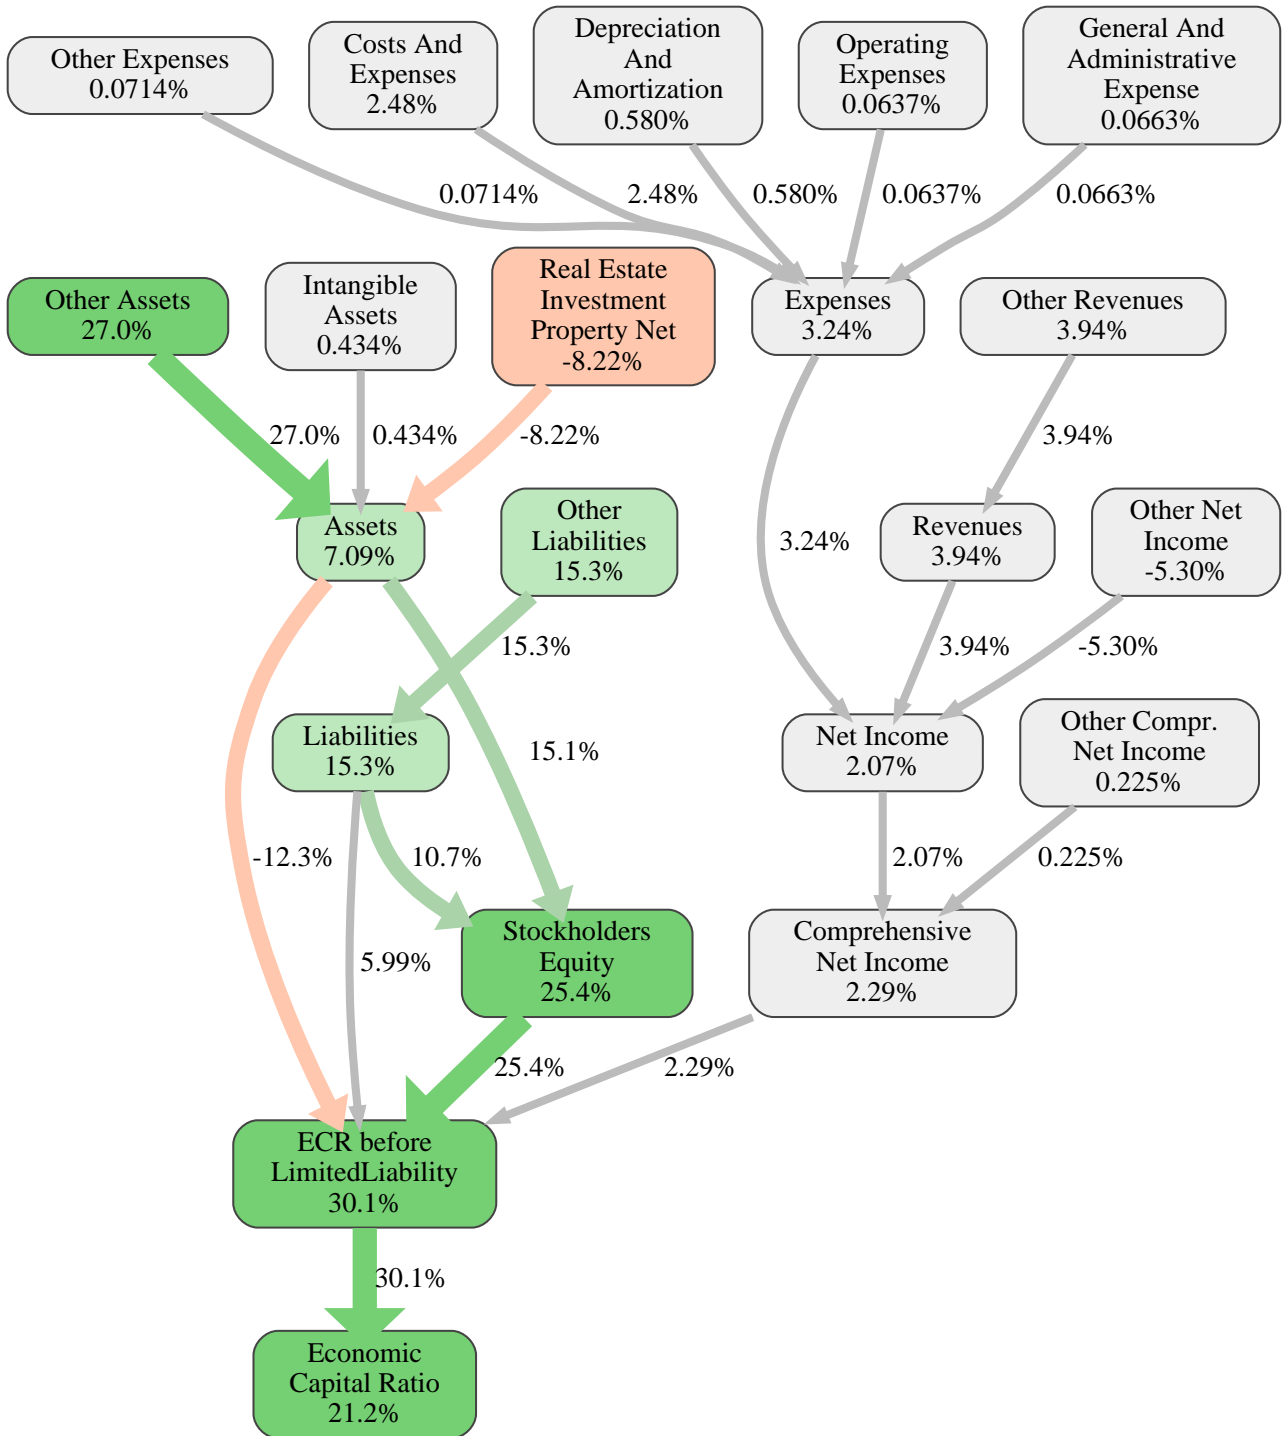 Other Expenses
0.0714%
Costs And
Expenses
2.48%
Depreciation
And
Amortization
0.580%
Operating
Expenses
0.0637%
General And
Administrative
Expense
0.0663%
0.0714%
2.48%
0.580%
0.0637%
0.0663%
Other Assets
27.0%
Intangible
Assets
0.434%
Real Estate
Investment
Property Net
-8.22%
Expenses
3.24%
Other Revenues
3.94%
27.0%
0.434%
-8.22%
3.94%
Assets
7.09%
Other
Liabilities
15.3%
3.24%
Revenues
3.94%
Other Net
Income
-5.30%
15.3%
3.94%
-5.30%
Liabilities
15.3%
15.1%
Net Income
2.07%
Other Compr.
Net Income
0.225%
-12.3%
10.7%
2.07%
0.225%
5.99%
Stockholders
Equity
25.4%
Comprehensive
Net Income
2.29%
25.4%
2.29%
ECR before
LimitedLiability
30.1%
30.1%
Economic
Capital Ratio
21.2%